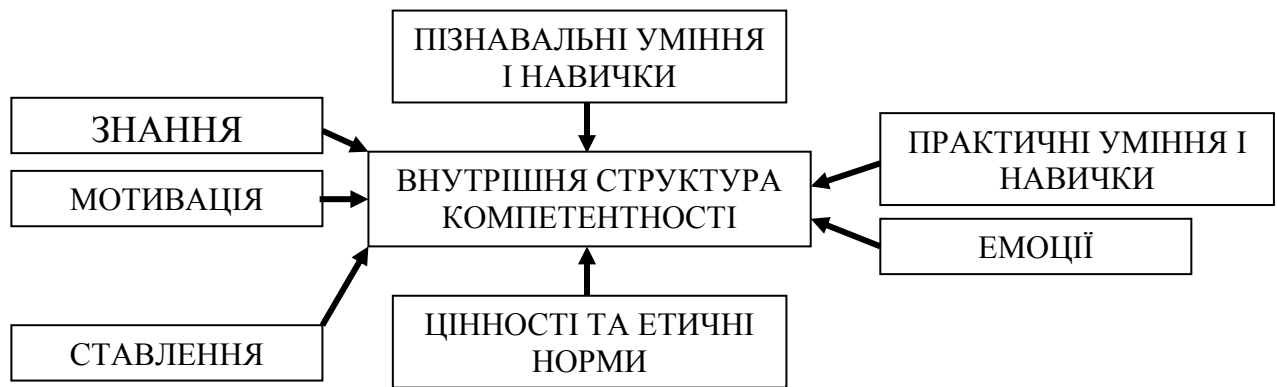 ПІЗНАВАЛЬНІ УМІННЯ
І НАВИЧКИ
ЗНАННЯ
МОТИВАЦІЯ
СТАВЛЕННЯ
ВНУТРІШНЯ СТРУКТУРА
КОМПЕТЕНТНОСТІ
ПРАКТИЧНІ УМІННЯ І
НАВИЧКИ
ЕМОЦІЇ
ЦІННОСТІ ТА ЕТИЧНІ
НОРМИ